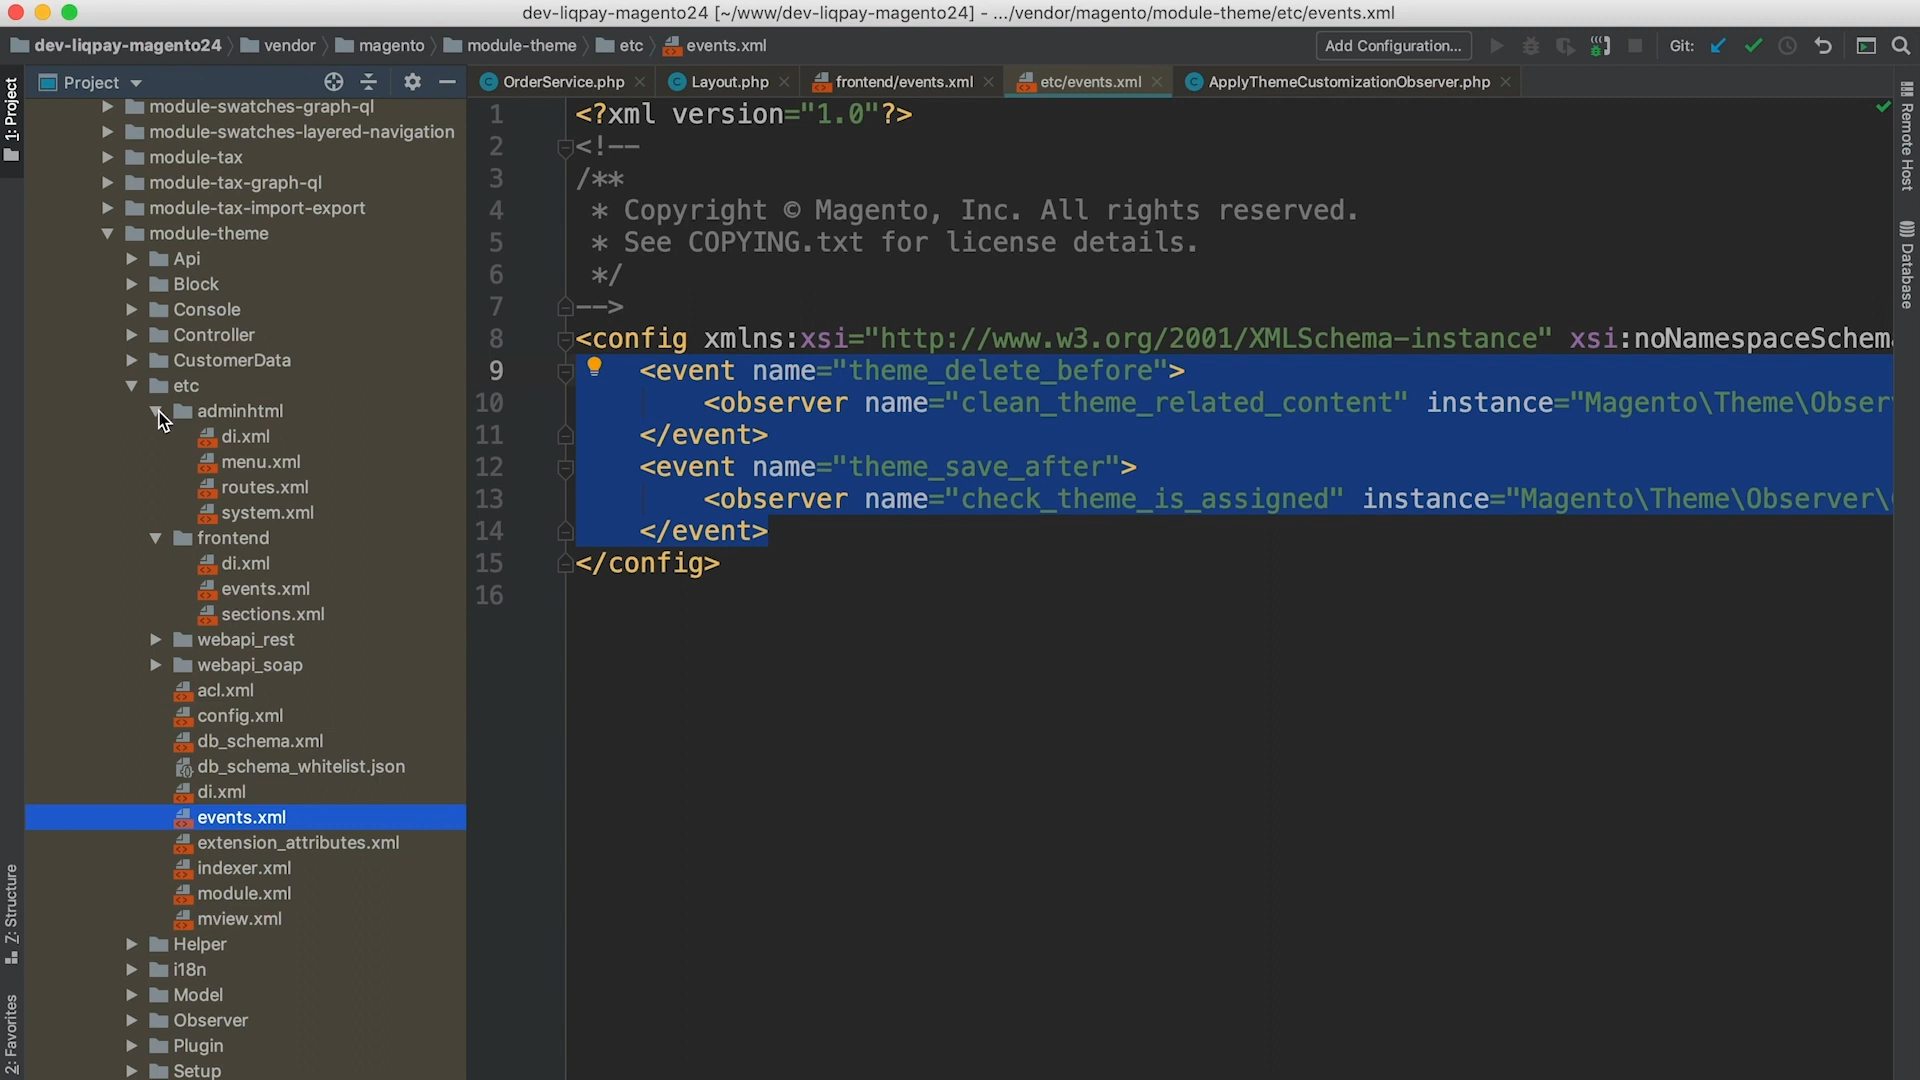 dev-liqpay-magento24 [~/www/dev-liqpay-magento24] - .../vendor/magento/module-theme/etc/events.xml
dev-liqpay-magento24 vendor magento module-theme etc events.xml Add Configuration... Git:
Project OrderService.php Layout.php frontend/events.xml etc/events.xml ApplyThemeCustomizationObserver.php
1: Project
Z: Structure
2: Favorites
module-swatches-graph-ql
module-swatches-layered-navigation
module-tax
module-tax-graph-ql
module-tax-import-export
module-theme
Api
Block
Console
Controller
CustomerData
etc
adminhtml
di.xml
menu.xml
routes.xml
system.xml
frontend
di.xml
events.xml
sections.xml
webapi_rest
webapi_soap
acl.xml
config.xml
db_schema.xml
db_schema_whitelist.json
di.xml
events.xml
extension_attributes.xml
indexer.xml
module.xml
mview.xml
Helper
i18n
Model
Observer
Plugin
Setup
1 <?xml version="1.0"?>
2 <!--
3 /**
4 * Copyright © Magento, Inc. All rights reserved.
5 * See COPYING.txt for license details.
6 */
7 -->
8 <config xmlns:xsi="http://www.w3.org/2001/XMLSchema-instance" xsi:noNamespaceSchem
9 <event name="theme_delete_before">
10 <observer name="clean_theme_related_content" instance="Magento\Theme\Obser
11 </event>
12 <event name="theme_save_after">
13 <observer name="check_theme_is_assigned" instance="Magento\Theme\Observer\
14 </event>
15 </config>
16
Remote Host
Database